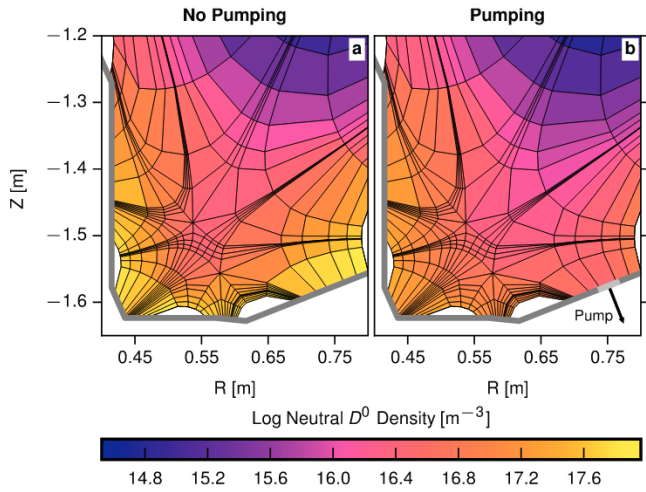 No Pumping Pumping
a b
−1.2
−1.3
−1.4
−1.5
−1.6
Z [m]
Pump
0.45 0.55 0.65 0.75 0.45 0.55 0.65 0.75
R [m] R [m]
Log Neutral D⁰ Density [m⁻³]
14.8 15.2 15.6 16.0 16.4 16.8 17.2 17.6